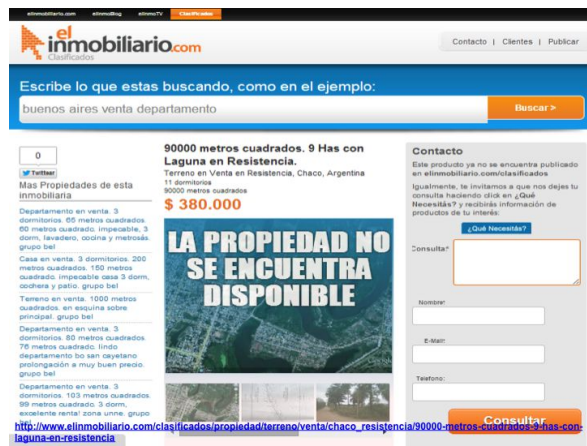 elinmobiliario.com elinmoBlog elinmoTV Clasificados
el
inmobiliario.com
Clasificados
Contacto | Clientes | Publicar
Escribe lo que estas buscando, como en el ejemplo:
buenos aires venta departamento
Buscar >
0
Twittear
Mas Propiedades de esta
inmobiliaria
Departamento en venta. 3
dormitorios. 65 metros cuadrados.
60 metros cuadrado. impecable, 3
dorm, lavadero, cocina y metrosás.
grupo bel
Casa en venta. 3 dormitorios. 200
metros cuadrados. 150 metros
cuadrado. impecable casa 3 dorm,
cochera y patio. grupo bel
Terreno en venta. 1000 metros
cuadrados. en esquina sobre
principal. grupo bel
Departamento en venta. 3
dormitorios. 80 metros cuadrados.
76 metros cuadrado. lindo
departamento bo san cayetano
prolongación a muy buen precio.
grupo bel
Departamento en venta. 3
dormitorios. 103 metros cuadrados.
99 metros cuadrado. 3 dorm,
excelente renta! zona unne. grupo
90000 metros cuadrados. 9 Has con
Laguna en Resistencia.
Terreno en Venta en Resistencia, Chaco, Argentina
11 dormitorios
90000 metros cuadrados
$ 380.000
LA PROPIEDAD NO
SE ENCUENTRA
DISPONIBLE
Contacto
Este producto ya no se encuentra publicado
en elinmobiliario.com/clasificados
Igualmente, te invitamos a que nos dejes tu
consulta haciendo click en ¿Qué
Necesitás? y recibirás información de
productos de tu interés:
¿Qué Necesitás?
Consulta:*
Nombre*
E-Mail:
Telefono:
Consultar
http://www.elinmobiliario.com/clasificados/propiedad/terreno/venta/chaco_resistencia/90000-metros-cuadrados-9-has-con-
laguna-en-resistencia